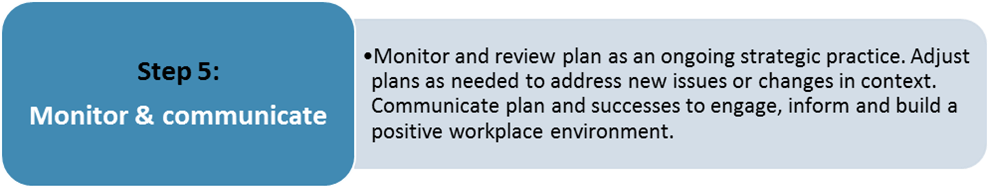 Step 5:
Monitor & communicate
•Monitor and review plan as an ongoing strategic practice. Adjust
plans as needed to address new issues or changes in context.
Communicate plan and successes to engage, inform and build a
positive workplace environment.